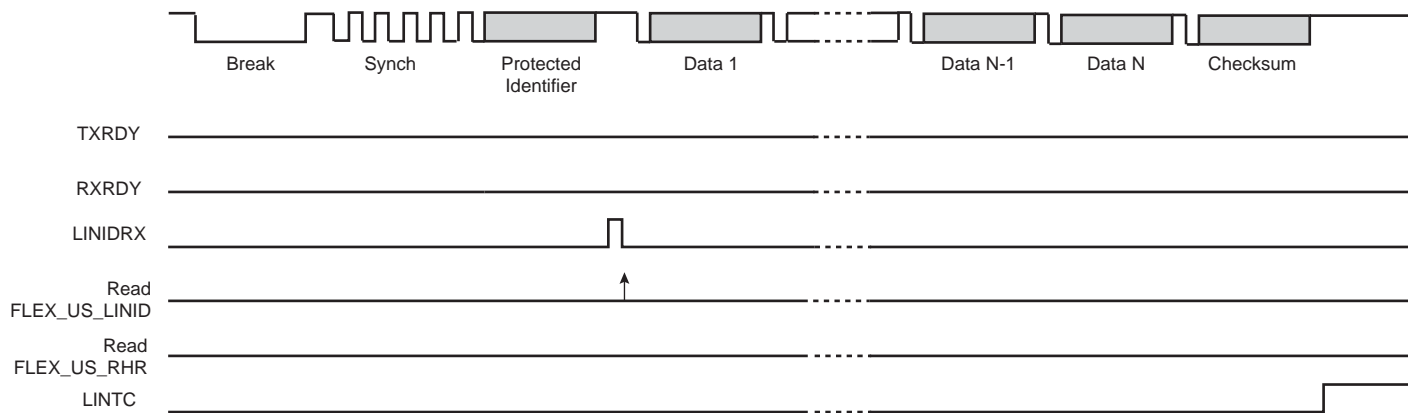 Break
Synch
Protected
Identifier
Data 1
Data N-1
Data N
Checksum
TXRDY
RXRDY
LINIDRX
Read
FLEX_US_LINID
Read
FLEX_US_RHR
LINTC